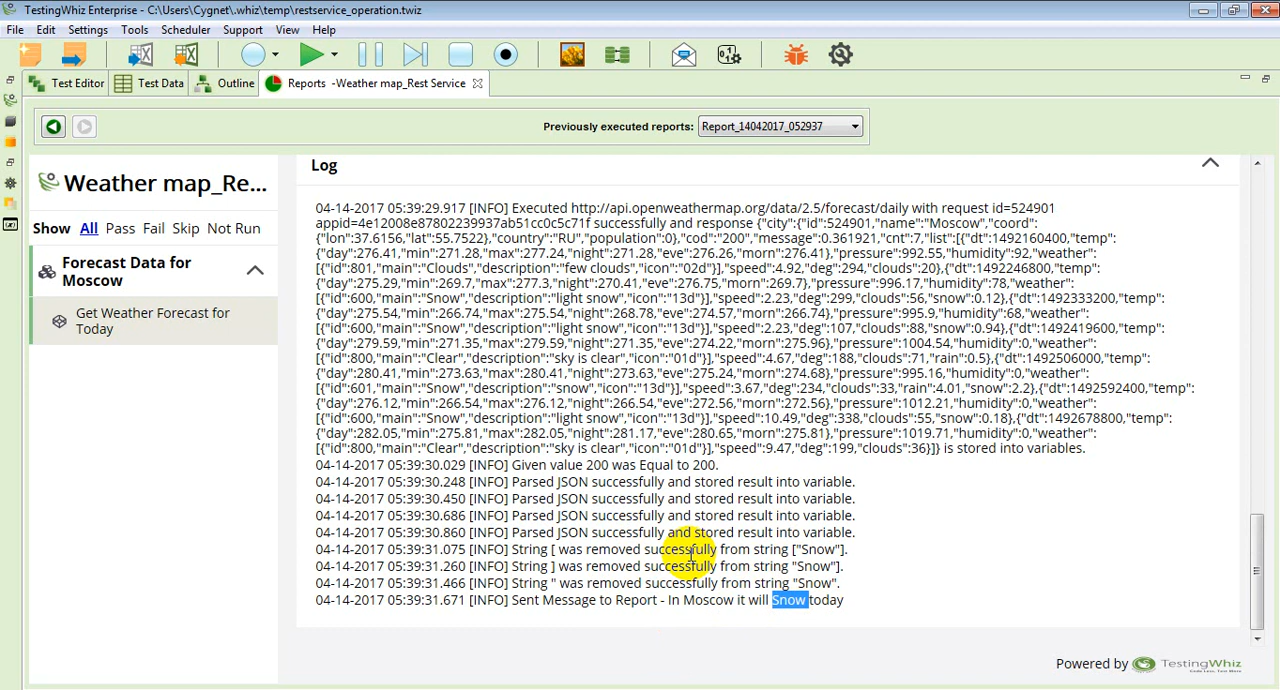 TestingWhiz Enterprise - C:\Users\Cygnet\.whiz\temp\restservice_operation.twiz
File Edit Settings Tools Scheduler Support View Help
Test Editor Test Data Outline Reports -Weather map_Rest Service
Previously executed reports: Report_14042017_052937
Weather map_Re...
Show All Pass Fail Skip Not Run
Forecast Data for
Moscow
Get Weather Forecast for
Today
Log
04-14-2017 05:39:29.917 [INFO] Executed http://api.openweathermap.org/data/2.5/forecast/daily with request id=524901
appid=4e12008e87802239937ab51cc0c5c71f successfully and response {"city":{"id":524901,"name":"Moscow","coord":
{"lon":37.6156,"lat":55.7522},"country":"RU","population":0},"cod":"200","message":0.361921,"cnt":7,"list":[{"dt":1492160400,"temp":
{"day":276.41,"min":271.28,"max":277.24,"night":271.28,"eve":276.26,"morn":276.41},"pressure":992.55,"humidity":92,"weather":
[{"id":801,"main":"Clouds","description":"few clouds","icon":"02d"}],"speed":4.92,"deg":294,"clouds":20},{"dt":1492246800,"temp":
{"day":275.29,"min":269.7,"max":277.3,"night":270.41,"eve":276.75,"morn":269.7},"pressure":996.17,"humidity":78,"weather":
[{"id":600,"main":"Snow","description":"light snow","icon":"13d"}],"speed":2.23,"deg":299,"clouds":56,"snow":0.12},{"dt":1492333200,"temp":
{"day":275.54,"min":266.74,"max":275.54,"night":268.78,"eve":274.57,"morn":266.74},"pressure":995.9,"humidity":68,"weather":
[{"id":600,"main":"Snow","description":"light snow","icon":"13d"}],"speed":2.23,"deg":107,"clouds":88,"snow":0.94},{"dt":1492419600,"temp":
{"day":279.59,"min":271.35,"max":279.59,"night":271.35,"eve":274.22,"morn":275.96},"pressure":1004.54,"humidity":0,"weather":
[{"id":800,"main":"Clear","description":"sky is clear","icon":"01d"}],"speed":4.67,"deg":188,"clouds":71,"rain":0.5},{"dt":1492506000,"temp":
{"day":280.41,"min":273.63,"max":280.41,"night":273.63,"eve":275.24,"morn":274.68},"pressure":995.16,"humidity":0,"weather":
[{"id":601,"main":"Snow","description":"snow","icon":"13d"}],"speed":3.67,"deg":234,"clouds":33,"rain":4.01,"snow":2.2},{"dt":1492592400,"temp":
{"day":276.12,"min":266.54,"max":276.12,"night":266.54,"eve":272.56,"morn":272.56},"pressure":1012.21,"humidity":0,"weather":
[{"id":600,"main":"Snow","description":"light snow","icon":"13d"}],"speed":10.49,"deg":338,"clouds":55,"snow":0.18},{"dt":1492678800,"temp":
{"day":282.05,"min":275.81,"max":282.05,"night":281.17,"eve":280.65,"morn":275.81},"pressure":1019.71,"humidity":0,"weather":
[{"id":800,"main":"Clear","description":"sky is clear","icon":"01d"}],"speed":9.47,"deg":199,"clouds":36}]} is stored into variables.
04-14-2017 05:39:30.029 [INFO] Given value 200 was Equal to 200.
04-14-2017 05:39:30.248 [INFO] Parsed JSON successfully and stored result into variable.
04-14-2017 05:39:30.450 [INFO] Parsed JSON successfully and stored result into variable.
04-14-2017 05:39:30.686 [INFO] Parsed JSON successfully and stored result into variable.
04-14-2017 05:39:30.860 [INFO] Parsed JSON successfully and stored result into variable.
04-14-2017 05:39:31.075 [INFO] String [ was removed successfully from string ["Snow"].
04-14-2017 05:39:31.260 [INFO] String ] was removed successfully from string "Snow"].
04-14-2017 05:39:31.466 [INFO] String " was removed successfully from string "Snow".
04-14-2017 05:39:31.671 [INFO] Sent Message to Report - In Moscow it will Snow today
Powered by TestingWhiz